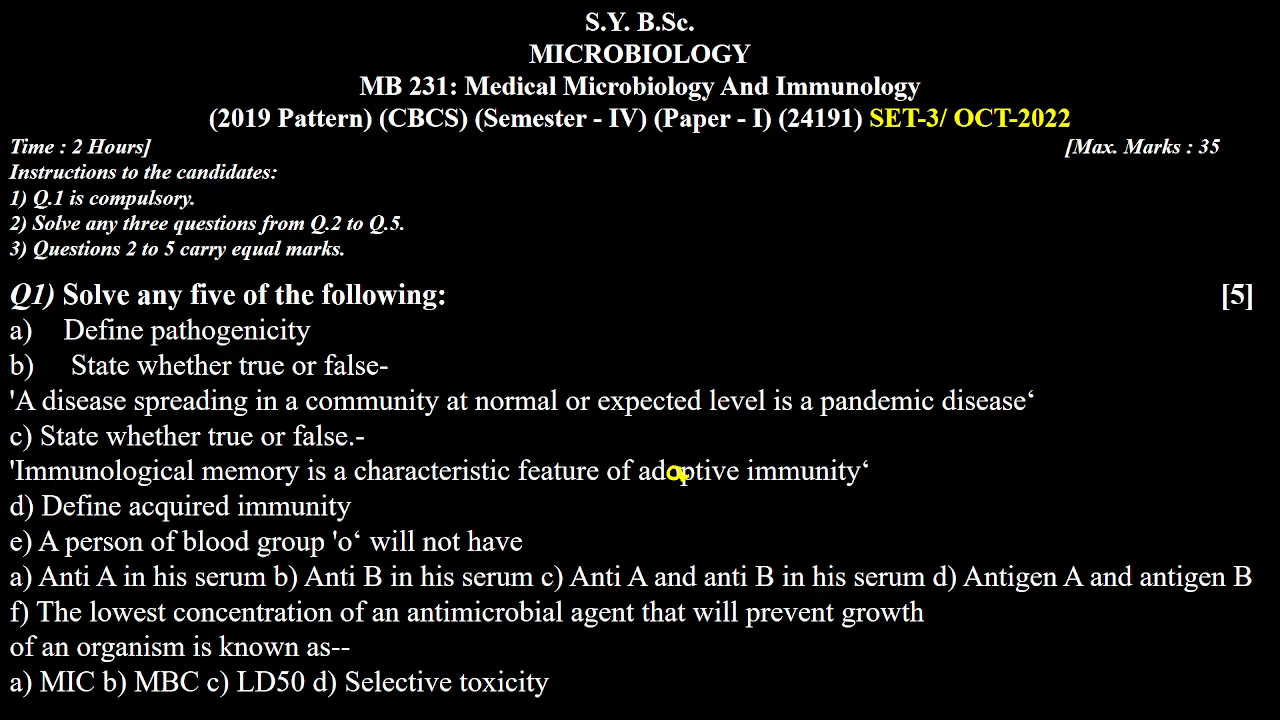 S.Y. B.Sc.
MICROBIOLOGY
MB 231: Medical Microbiology And Immunology
(2019 Pattern) (CBCS) (Semester - IV) (Paper - I) (24191) SET-3/ OCT-2022
Time : 2 Hours] [Max. Marks : 35
Instructions to the candidates:
1) Q.1 is compulsory.
2) Solve any three questions from Q.2 to Q.5.
3) Questions 2 to 5 carry equal marks.
Q1) Solve any five of the following: [5]
a) Define pathogenicity
b) State whether true or false-
'A disease spreading in a community at normal or expected level is a pandemic disease‘
c) State whether true or false.-
'Immunological memory is a characteristic feature of adoptive immunity‘
d) Define acquired immunity
e) A person of blood group 'o‘ will not have
a) Anti A in his serum b) Anti B in his serum c) Anti A and anti B in his serum d) Antigen A and antigen B
f) The lowest concentration of an antimicrobial agent that will prevent growth
of an organism is known as--
a) MIC b) MBC c) LD50 d) Selective toxicity